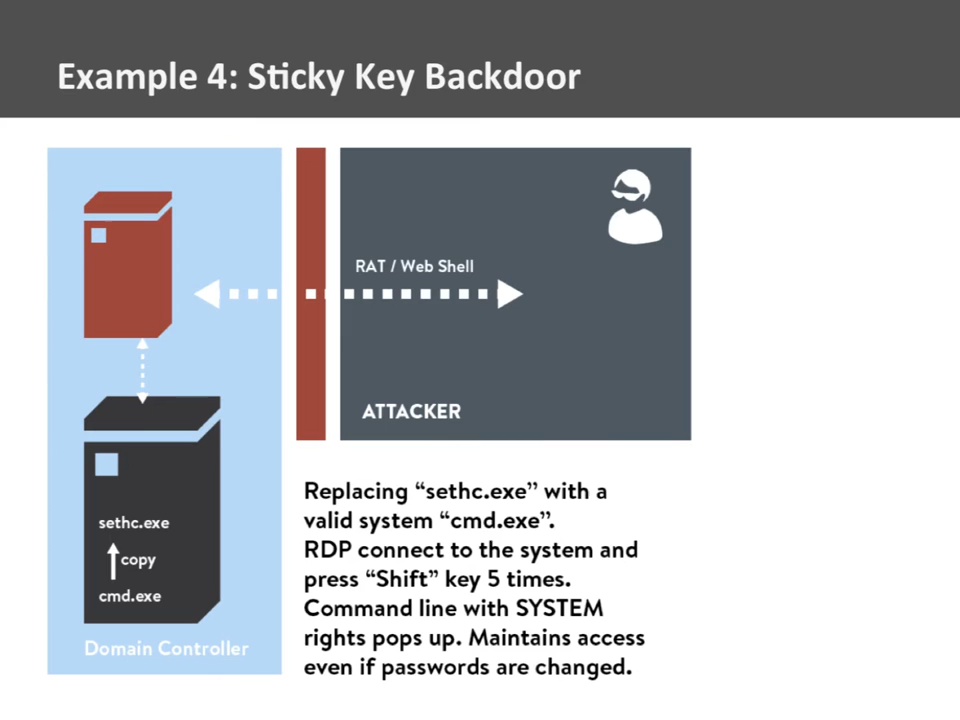 Example 4: Sticky Key Backdoor
RAT / Web Shell
ATTACKER
sethc.exe
copy
cmd.exe
Domain Controller
Replacing “sethc.exe” with a
valid system “cmd.exe”.
RDP connect to the system and
press “Shift” key 5 times.
Command line with SYSTEM
rights pops up. Maintains access
even if passwords are changed.